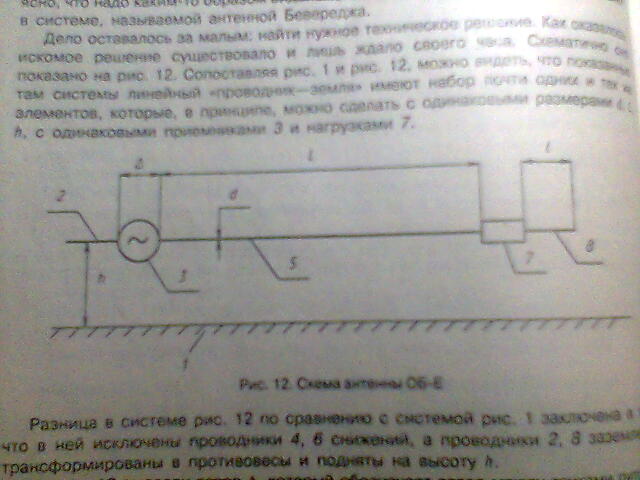 ясно, что надо каким-то образом
в системе, называемой антенной Бевереджа.
Дело оставалось за малым: найти нужное техническое решение. Как оказалось,
искомое решение существовало и лишь ждало своего часа. Схематично оно
показано на рис. 12. Сопоставляя рис. 1 и рис. 12, можно видеть, что показанные
там системы линейный «проводник—земля» имеют набор почти одних и тех же
элементов, которые, в принципе, можно сделать с одинаковыми размерами
h, с одинаковыми приемниками 3 и нагрузками 7.
Δ L l
2 d
h 3 5 7 8
1
Рис. 12. Схема антенны ОБ-Е
Разница в системе рис. 12 по сравнению с системой рис. 1 заключена в
что в ней исключены проводники 4, 6 снижений, а проводники 2, 8
трансформированы в противовесы и подняты на высоту h.